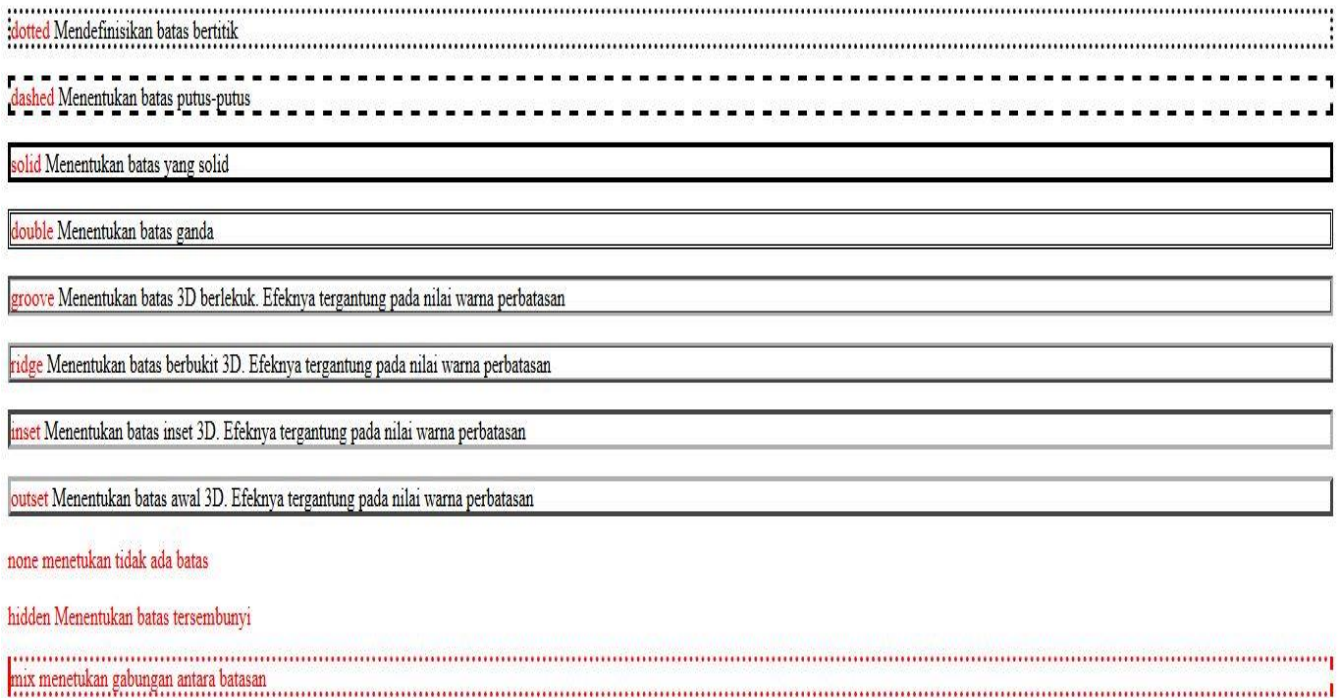 dotted Mendefinisikan batas bertitik
dashed Menentukan batas putus-putus
solid Menentukan batas yang solid
double Menentukan batas ganda
groove Menentukan batas 3D berlekuk. Efeknya tergantung pada nilai warna perbatasan
ridge Menentukan batas berbukit 3D. Efeknya tergantung pada nilai warna perbatasan
inset Menentukan batas inset 3D. Efeknya tergantung pada nilai warna perbatasan
outset Menentukan batas awal 3D. Efeknya tergantung pada nilai warna perbatasan
none menetukan tidak ada batas
hidden Menentukan batas tersembunyi
mix menetukan gabungan antara batasan